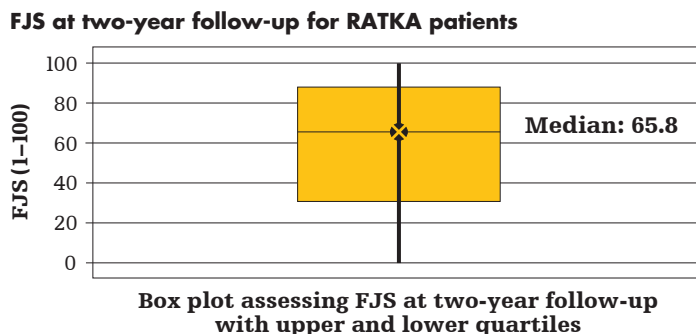 FJS at two-year follow-up for RATKA patients
FJS (1–100)
100
80
60
40
20
0
Median: 65.8
Box plot assessing FJS at two-year follow-up
with upper and lower quartiles